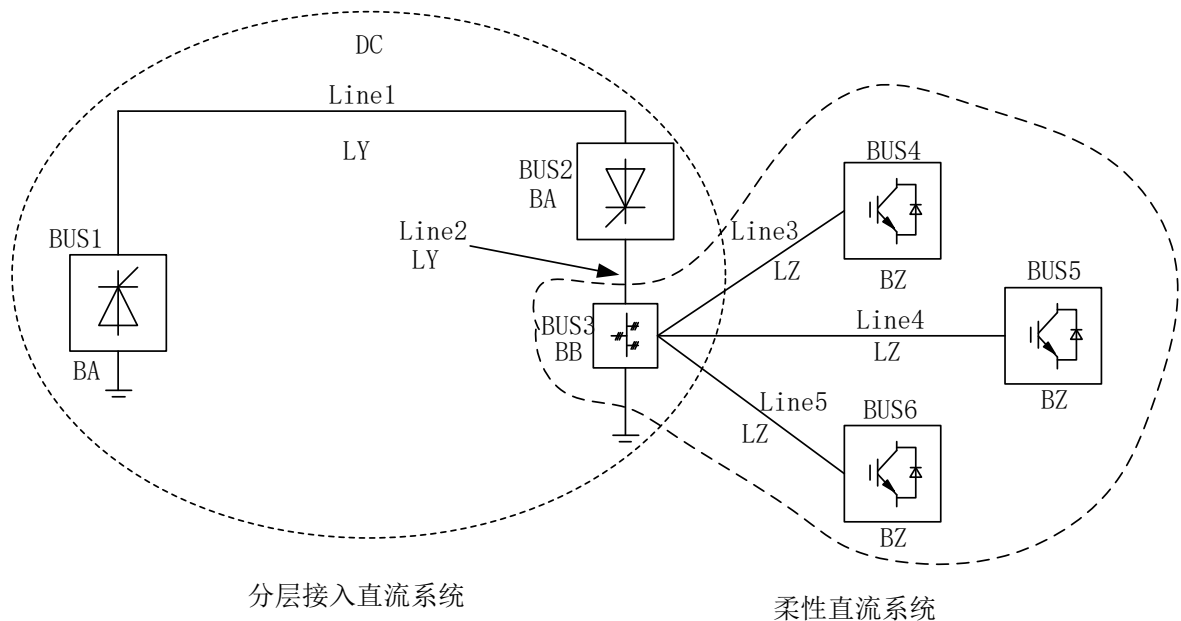 DC
Line1
LY
BUS1
BA
BUS2
BA
Line2
LY
BUS3
BB
Line3
LZ
BUS4
BZ
Line4
LZ
BUS5
BZ
Line5
LZ
BUS6
BZ
分层接入直流系统
柔性直流系统